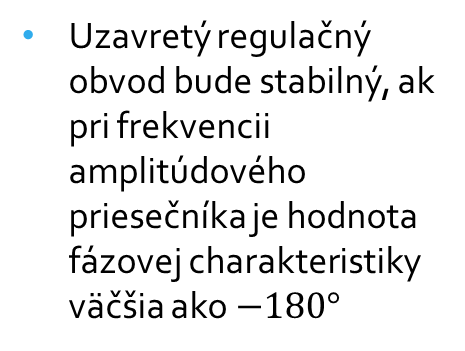 • Uzavretý regulačný
obvod bude stabilný, ak
pri frekvencii
amplitúdového
priesečníka je hodnota
fázovej charakteristiky
väčšia ako −180°